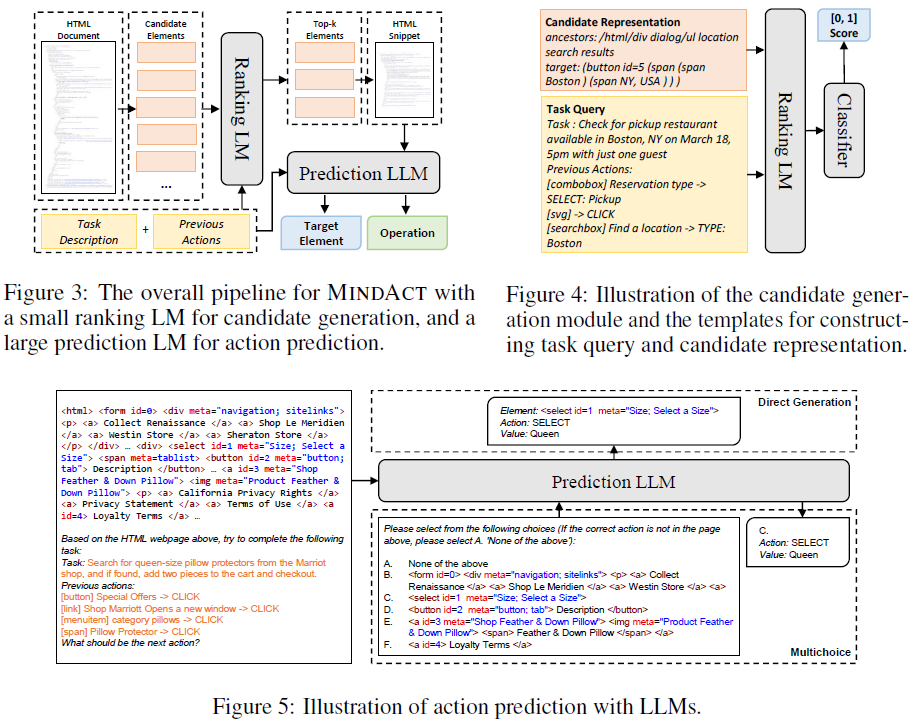 HTML
Document
Candidate
Elements
...
Ranking LM
Top-k
Elements
HTML
Snippet
Prediction LLM
Task
Description
+
Previous
Actions
Target
Element
Operation
Figure 3: The overall pipeline for MINDACT with
a small ranking LM for candidate generation, and a
large prediction LM for action prediction.
Candidate Representation
ancestors: /html/div dialog/ul location
search results
target: (button id=5 (span (span
Boston ) (span NY, USA ) ) )
Task Query
Task : Check for pickup restaurant
available in Boston, NY on March 18,
5pm with just one guest
Previous Actions:
[combobox] Reservation type ->
SELECT: Pickup
[svg] -> CLICK
[searchbox] Find a location -> TYPE:
Boston
Ranking LM
[0, 1]
Score
Classifier
Figure 4: Illustration of the candidate gener-
ation module and the templates for construct-
ing task query and candidate representation.
<html> <form id=0> <div meta="navigation; sitelinks">
<p> <a> Collect Renaissance </a> <a> Shop Le Meridien
</a> <a> Westin Store </a> <a> Sheraton Store </a>
</p> </div> … <div> <select id=1 meta="Size; Select a
Size"> <span meta=tablist> <button id=2 meta="button;
tab"> Description </button> … <a id=3 meta="Shop
Feather & Down Pillow"> <img meta="Product Feather &
Down Pillow"> <p> <a> California Privacy Rights </a>
<a> Privacy Statement </a> <a> Terms of Use </a> <a
id=4> Loyalty Terms </a> …
Based on the HTML webpage above, try to complete the following
task:
Task: Search for queen-size pillow protectors from the Marriot
shop, and if found, add two pieces to the cart and checkout.
Previous actions:
[button] Special Offers -> CLICK
[link] Shop Marriott Opens a new window -> CLICK
[menuitem] category pillows -> CLICK
[span] Pillow Protector -> CLICK
What should be the next action?
Element: <select id=1 meta="Size; Select a Size">
Action: SELECT
Value: Queen
Direct Generation
Prediction LLM
Please select from the following choices (If the correct action is not in the page
above, please select A. 'None of the above'):
A. None of the above
B. <form id=0> <div meta="navigation; sitelinks"> <p> <a> Collect
Renaissance </a> <a> Shop Le Meridien </a> <a> Westin Store </a> <a>
C. <select id=1 meta="Size; Select a Size">
D. <button id=2 meta="button; tab"> Description </button>
E. <a id=3 meta="Shop Feather & Down Pillow"> <img meta="Product Feather
& Down Pillow"> <span> Feather & Down Pillow </span> </a>
F. <a id=4> Loyalty Terms </a>
C.
Action: SELECT
Value: Queen
Multichoice
Figure 5: Illustration of action prediction with LLMs.